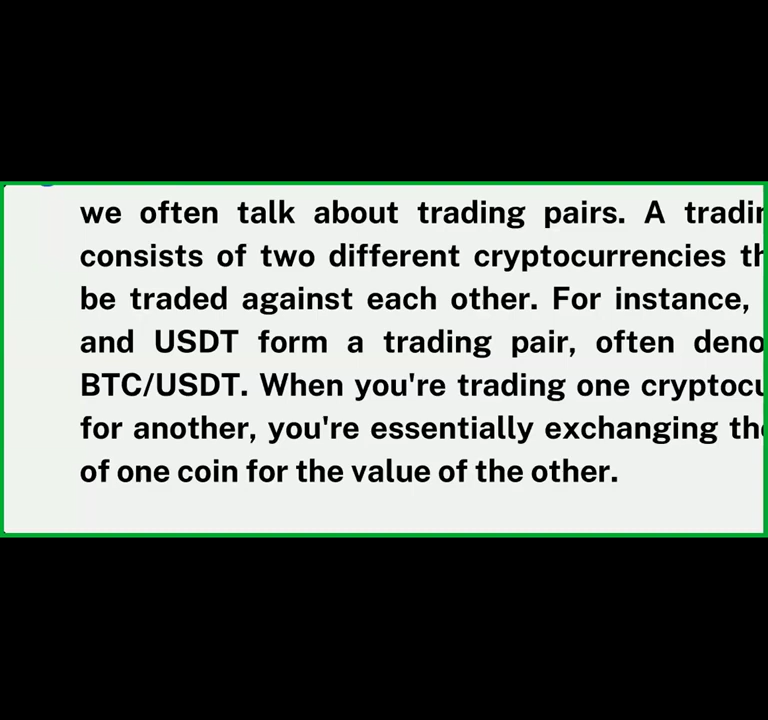 we often talk about trading pairs. A
consists of two different cryptocurrencies
be traded against each other. For instance,
and USDT form a trading pair, often
BTC/USDT. When you're trading one
for another, you're essentially exchanging
of one coin for the value of the other.